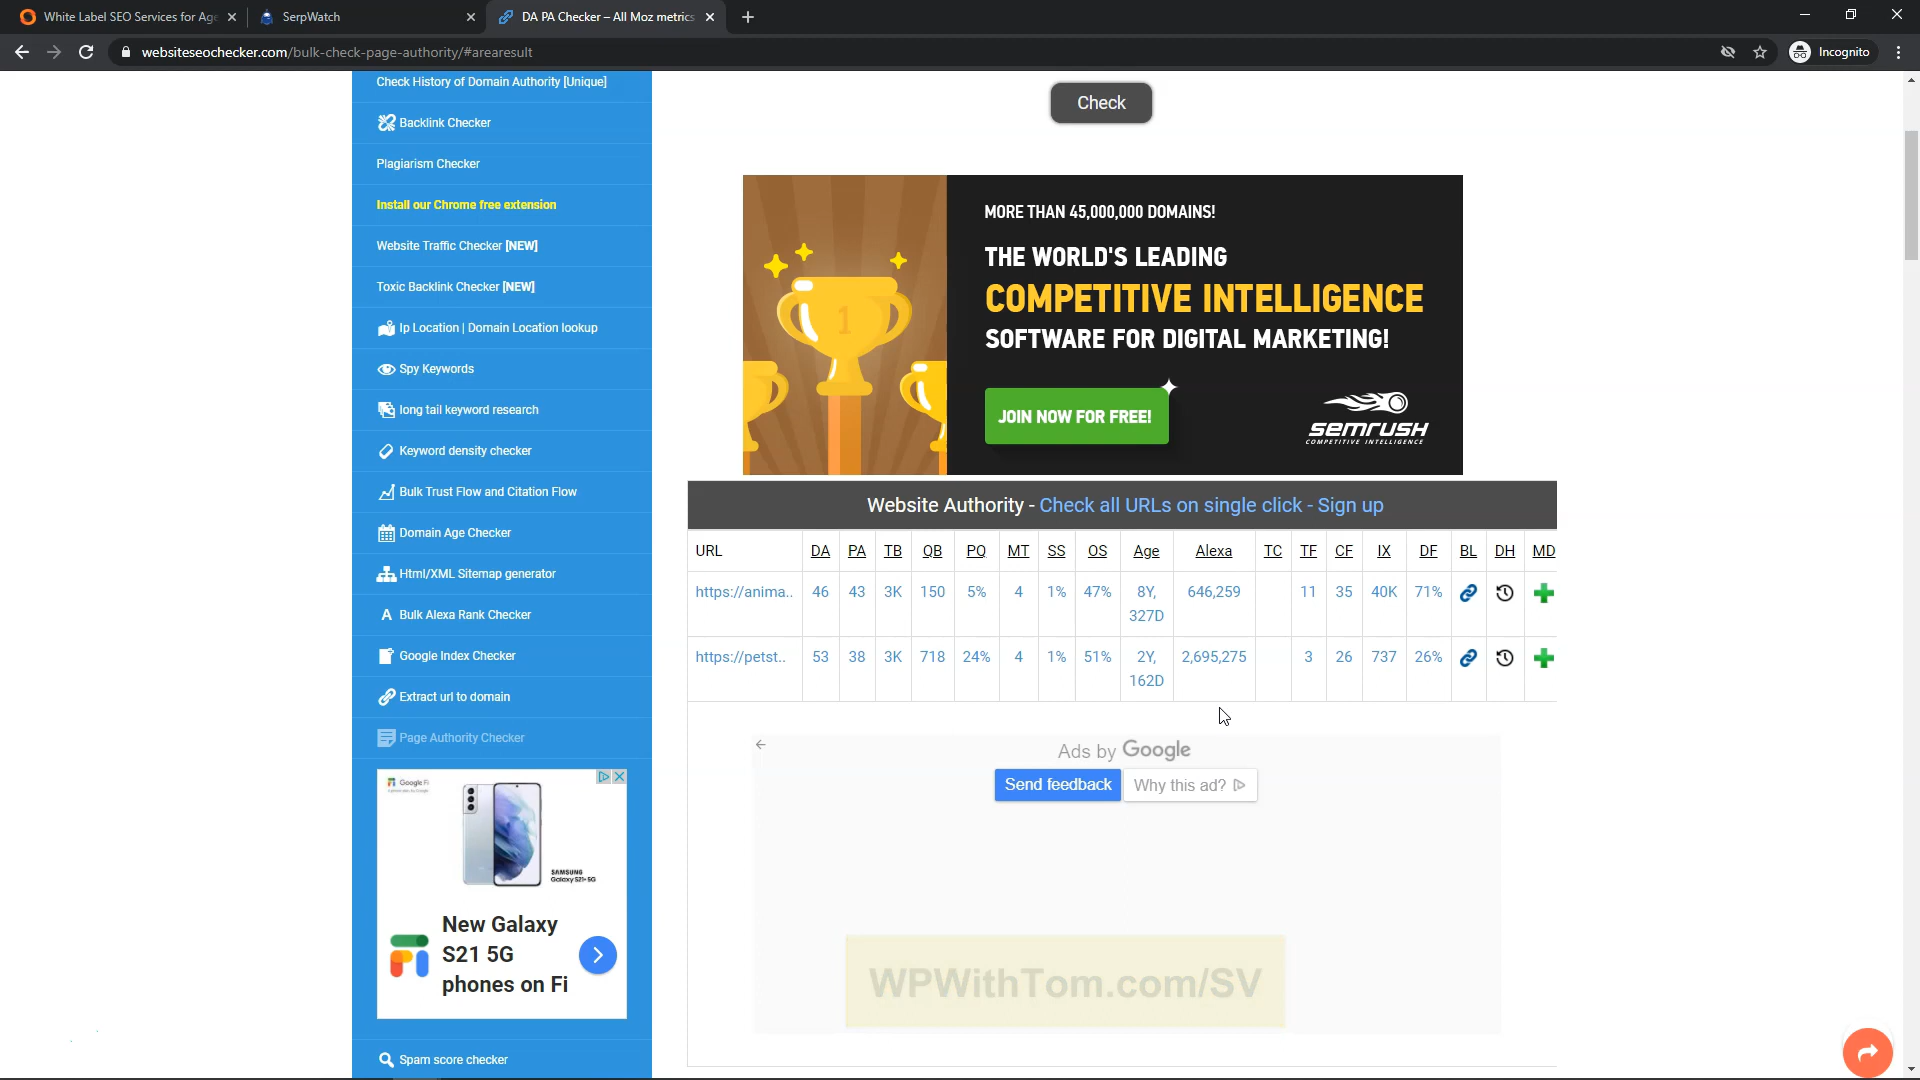 White Label SEO Services for Age
SerpWatch
DA PA Checker – All Moz metrics
websiteseochecker.com/bulk-check-page-authority/#arearesult
Incognito
Check History of Domain Authority [Unique]
Backlink Checker
Plagiarism Checker
Install our Chrome free extension
Website Traffic Checker [NEW]
Toxic Backlink Checker [NEW]
Ip Location | Domain Location lookup
Spy Keywords
long tail keyword research
Keyword density checker
Bulk Trust Flow and Citation Flow
Domain Age Checker
Html/XML Sitemap generator
A Bulk Alexa Rank Checker
Google Index Checker
Extract url to domain
Page Authority Checker
Google Fi
SAMSUNG
Galaxy S21+ 5G
New Galaxy
S21 5G
phones on Fi
Spam score checker
Check
MORE THAN 45,000,000 DOMAINS!
THE WORLD'S LEADING
COMPETITIVE INTELLIGENCE
SOFTWARE FOR DIGITAL MARKETING!
1
JOIN NOW FOR FREE!
SEMRUSH
COMPETITIVE INTELLIGENCE
Website Authority - Check all URLs on single click - Sign up
URL DA PA TB QB PQ MT SS OS Age Alexa TC TF CF IX DF BL DH MD
https://anima.. 46 43 3K 150 5% 4 1% 47% 8Y, 646,259 11 35 40K 71%
327D
https://petst.. 53 38 3K 718 24% 4 1% 51% 2Y, 2,695,275 3 26 737 26%
162D
Ads by Google
Send feedback Why this ad?
WPWithTom.com/SV